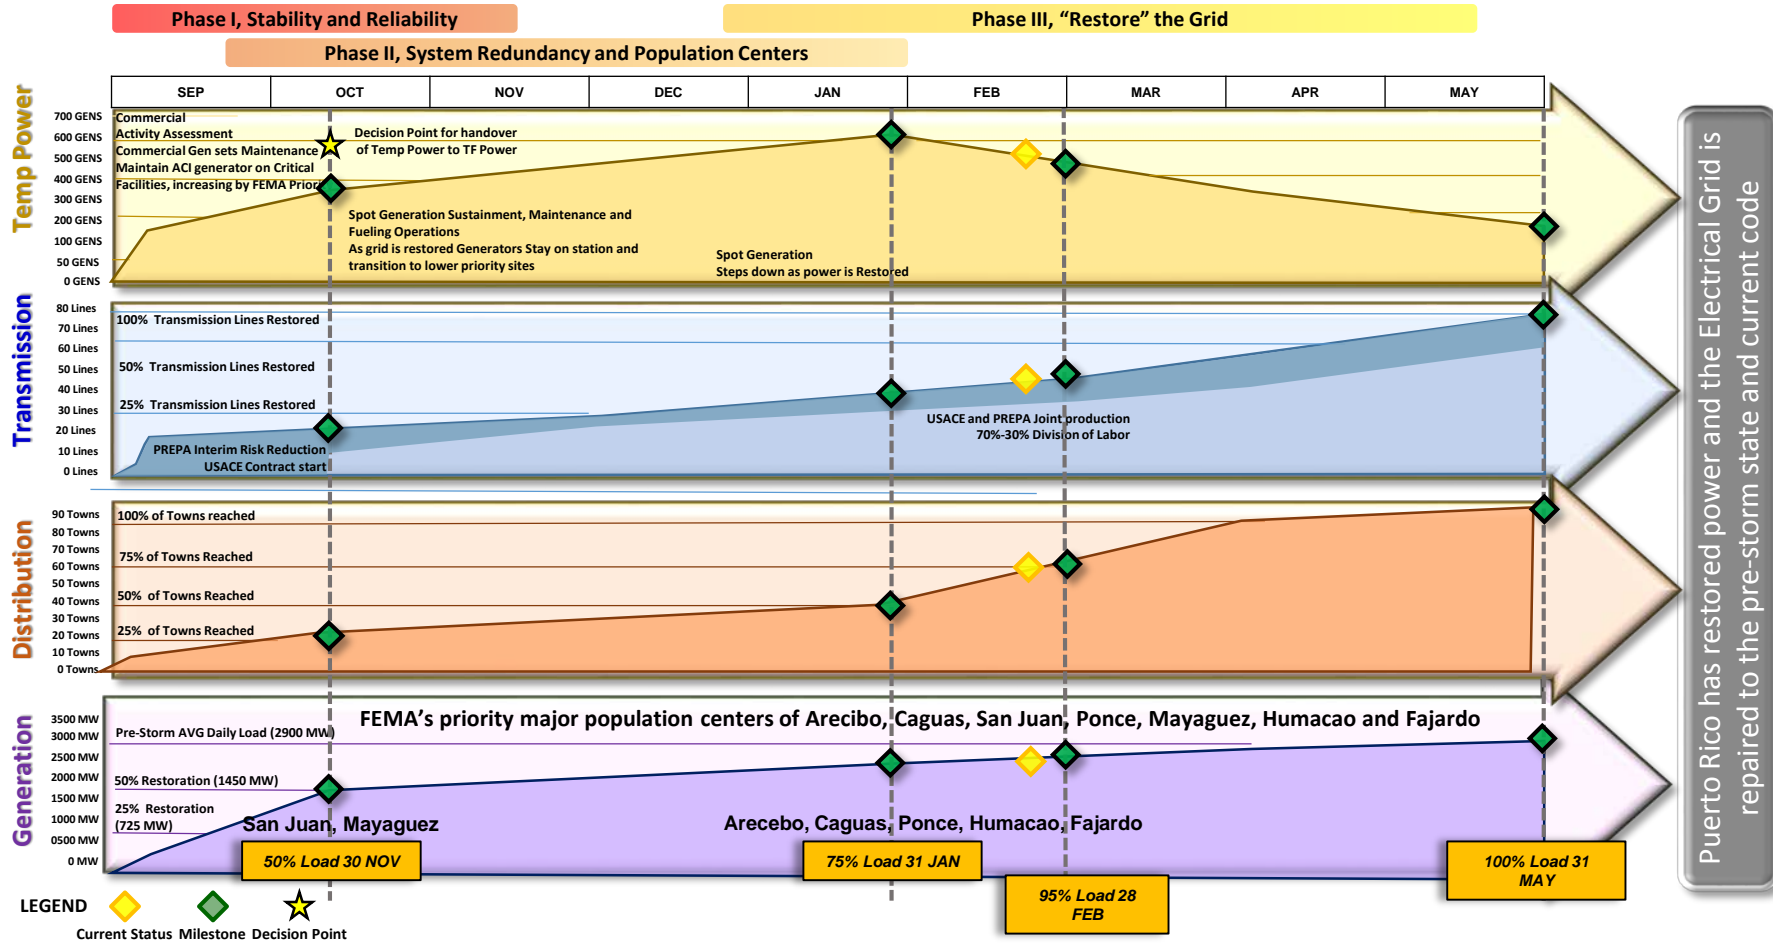 Phase I, Stability and Reliability
Phase III, “Restore” the Grid
Phase II, System Redundancy and Population Centers
SEP OCT NOV DEC JAN FEB MAR APR MAY
Temp Power
700 GENS
600 GENS
500 GENS
400 GENS
300 GENS
200 GENS
100 GENS
50 GENS
0 GENS
Commercial
Activity Assessment
Commercial Gen sets Maintenance
Maintain ACI generator on Critical
Facilities, increasing by FEMA Prior
Decision Point for handover
of Temp Power to TF Power
Spot Generation Sustainment, Maintenance and
Fueling Operations
As grid is restored Generators Stay on station and
transition to lower priority sites
Spot Generation
Steps down as power is Restored
Transmission
80 Lines
70 Lines
60 Lines
50 Lines
40 Lines
30 Lines
20 Lines
10 Lines
0 Lines
100% Transmission Lines Restored
50% Transmission Lines Restored
25% Transmission Lines Restored
PREPA Interim Risk Reduction
USACE Contract start
USACE and PREPA Joint production
70%-30% Division of Labor
Distribution
90 Towns
80 Towns
70 Towns
60 Towns
50 Towns
40 Towns
30 Towns
20 Towns
10 Towns
0 Towns
100% of Towns reached
75% of Towns Reached
50% of Towns Reached
25% of Towns Reached
Generation
3500 MW
3000 MW
2500 MW
2000 MW
1500 MW
1000 MW
0500 MW
0 MW
FEMA’s priority major population centers of Arecibo, Caguas, San Juan, Ponce, Mayaguez, Humacao and Fajardo
Pre-Storm AVG Daily Load (2900 MW)
50% Restoration (1450 MW)
25% Restoration
(725 MW)
San Juan, Mayaguez
Arecebo, Caguas, Ponce, Humacao, Fajardo
50% Load 30 NOV
75% Load 31 JAN
95% Load 28
FEB
100% Load 31
MAY
Puerto Rico has restored power and the Electrical Grid is
repaired to the pre-storm state and current code
LEGEND
Current Status Milestone Decision Point